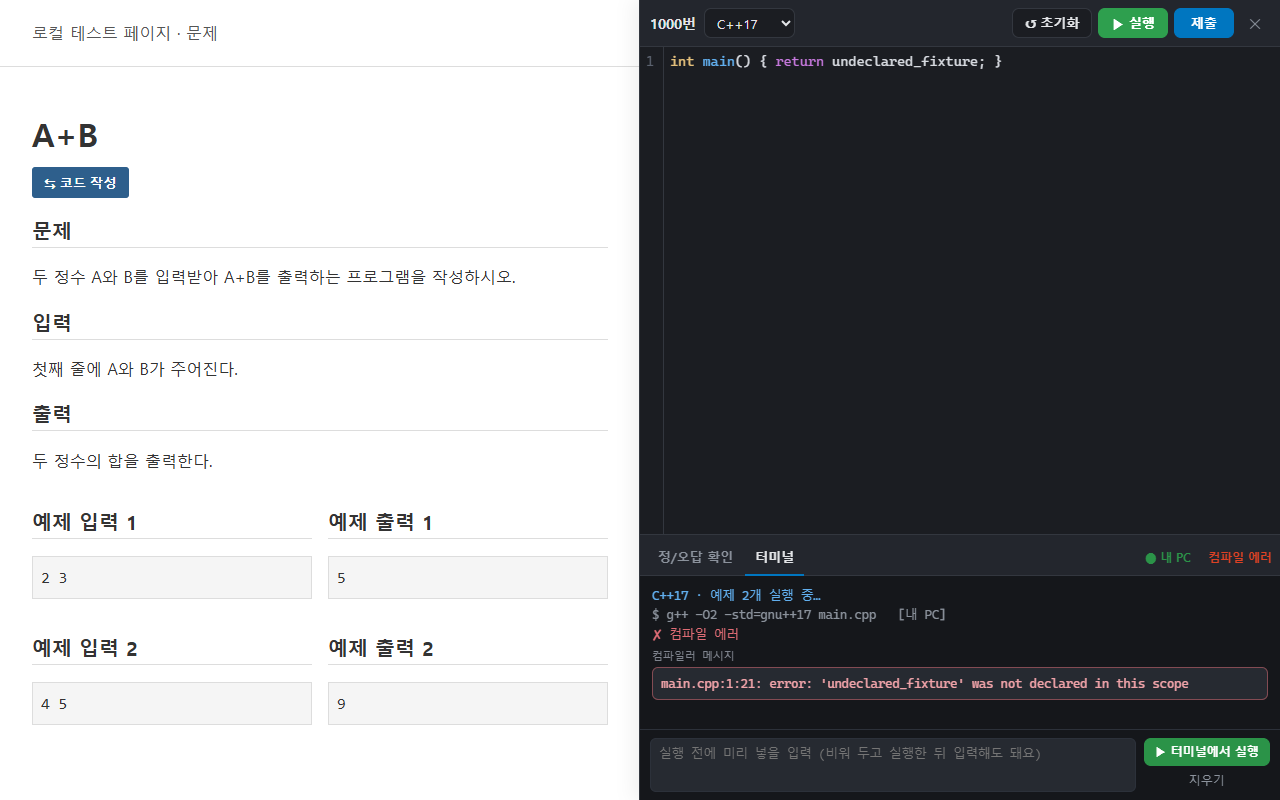 로컬 테스트 페이지 · 문제
A+B
⇆ 코드 작성
문제
두 정수 A와 B를 입력받아 A+B를 출력하는 프로그램을 작성하시오.
입력
첫째 줄에 A와 B가 주어진다.
출력
두 정수의 합을 출력한다.
예제 입력 1
예제 출력 1
2 3
5
예제 입력 2
예제 출력 2
4 5
9
1000번
C++17
↺ 초기화
▶ 실행
제출
×
1
int main() { return undeclared_fixture; }
정/오답 확인
터미널
● 내 PC
컴파일 에러
C++17 · 예제 2개 실행 중…
$ g++ -O2 -std=gnu++17 main.cpp [내 PC]
✗ 컴파일 에러
컴파일러 메시지
main.cpp:1:21: error: 'undeclared_fixture' was not declared in this scope
실행 전에 미리 넣을 입력 (비워 두고 실행한 뒤 입력해도 돼요)
▶ 터미널에서 실행
지우기